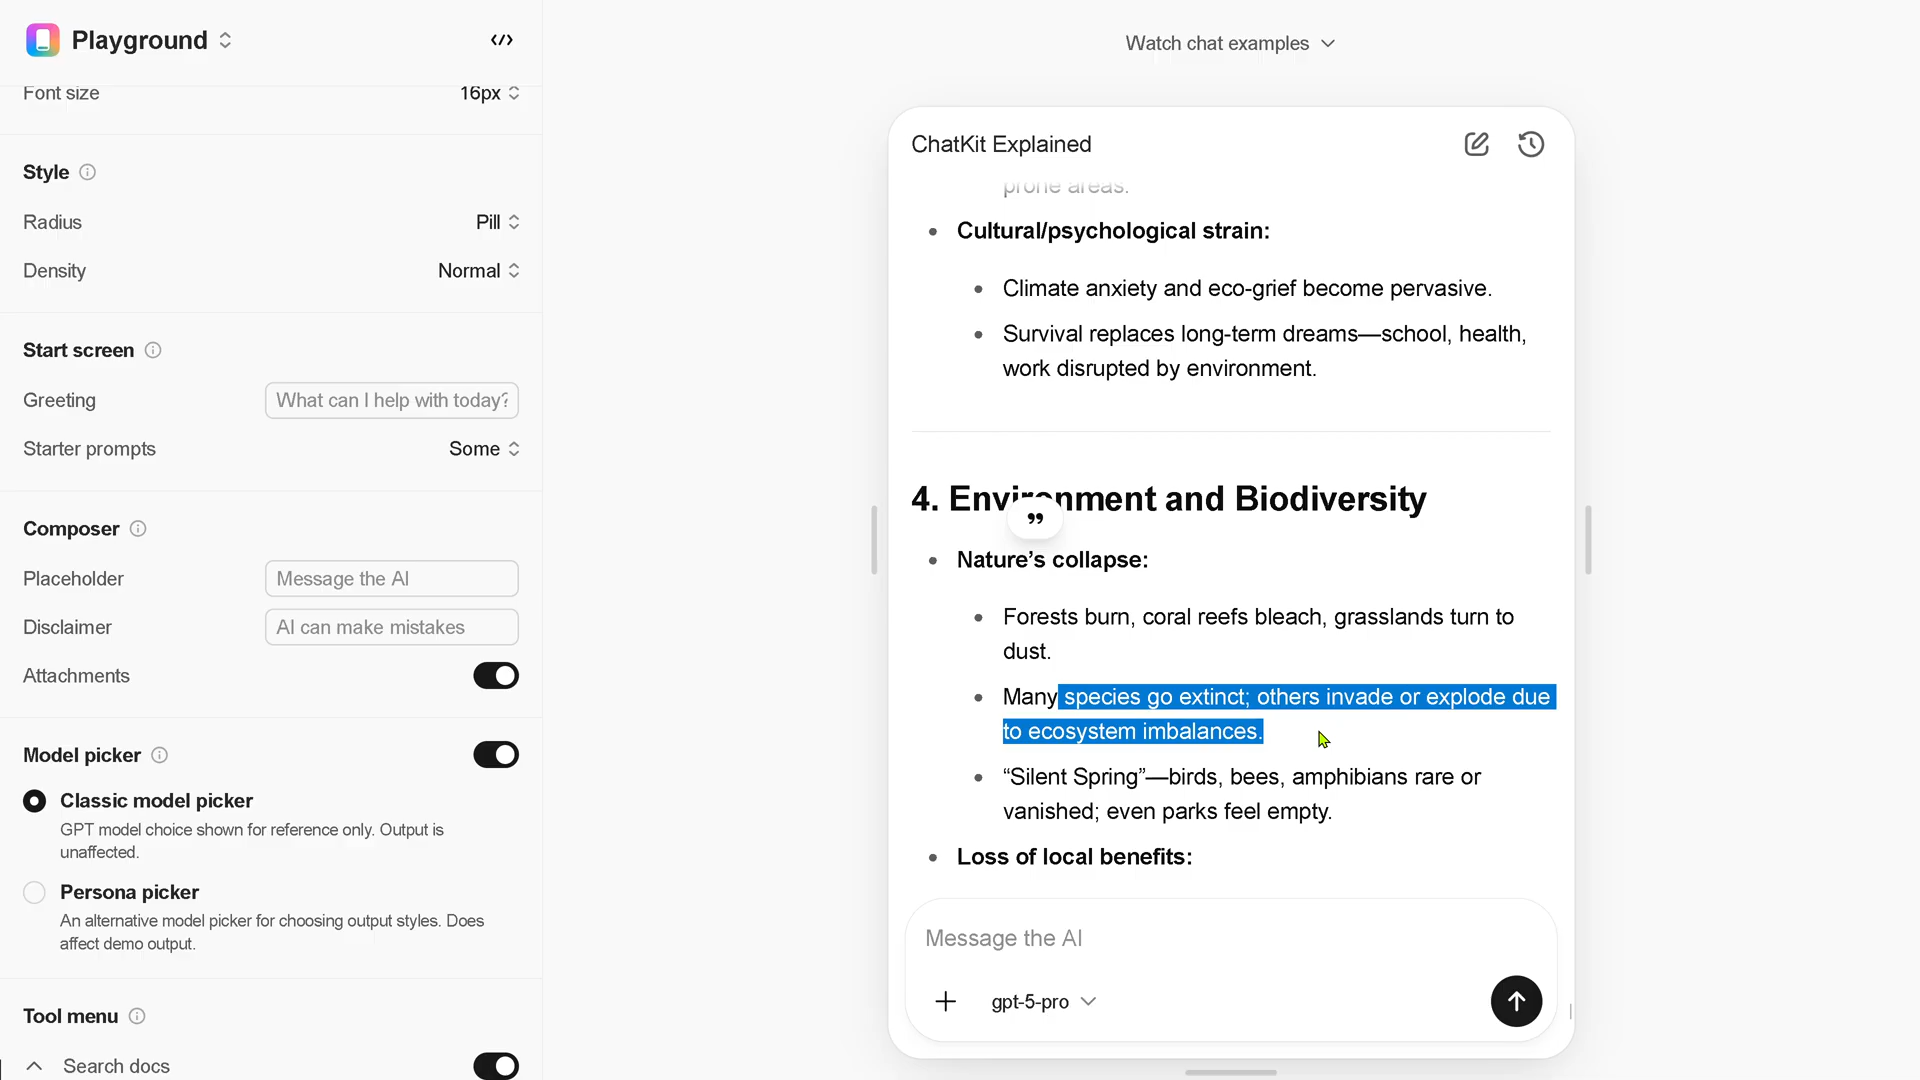 Playground
</>
Font size
16px
Style
Radius
Pill
Density
Normal
Start screen
Greeting
What can I help with today?
Starter prompts
Some
Composer
Placeholder
Message the AI
Disclaimer
AI can make mistakes
Attachments
Model picker
Classic model picker
GPT model choice shown for reference only. Output is
unaffected.
Persona picker
An alternative model picker for choosing output styles. Does
affect demo output.
Tool menu
Search docs
Watch chat examples
ChatKit Explained
prone areas.
Cultural/psychological strain:
Climate anxiety and eco-grief become pervasive.
Survival replaces long-term dreams—school, health,
work disrupted by environment.
4. Environment and Biodiversity
Nature’s collapse:
Forests burn, coral reefs bleach, grasslands turn to
dust.
Many species go extinct; others invade or explode due
to ecosystem imbalances.
“Silent Spring”—birds, bees, amphibians rare or
vanished; even parks feel empty.
Loss of local benefits:
Message the AI
gpt-5-pro